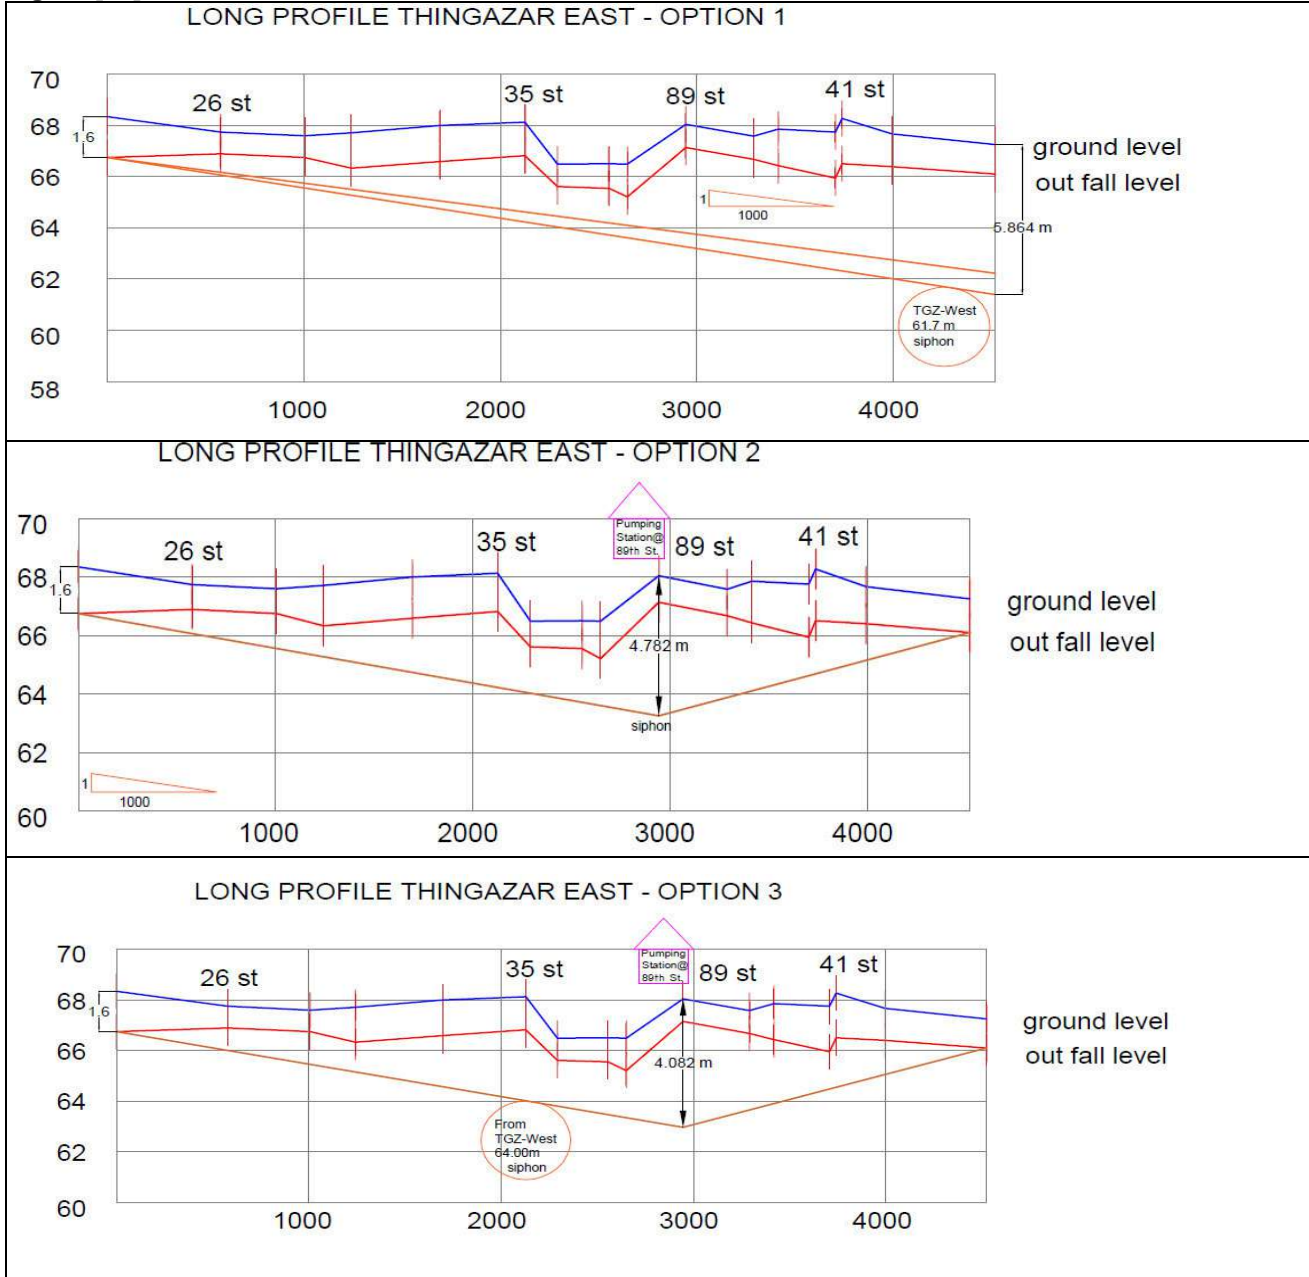 LONG PROFILE THINGAZAR EAST - OPTION 1
70
26 st
35 st
89 st
41 st
68
1.6
ground level
66
out fall level
1
1000
64
5.864 m
62
TGZ-West
61.7 m
siphon
60
58
1000
2000
3000
4000
LONG PROFILE THINGAZAR EAST - OPTION 2
70
Pumping
Station@
89th St.
26 st
35 st
89 st
41 st
68
1.6
ground level
66
out fall level
4.782 m
64
siphon
62
1
1000
60
1000
2000
3000
4000
LONG PROFILE THINGAZAR EAST - OPTION 3
70
Pumping
Station@
89th St.
26 st
35 st
89 st
41 st
68
1.6
ground level
66
out fall level
4.082 m
64
From
TGZ-West
64.00m
siphon
62
60
1000
2000
3000
4000